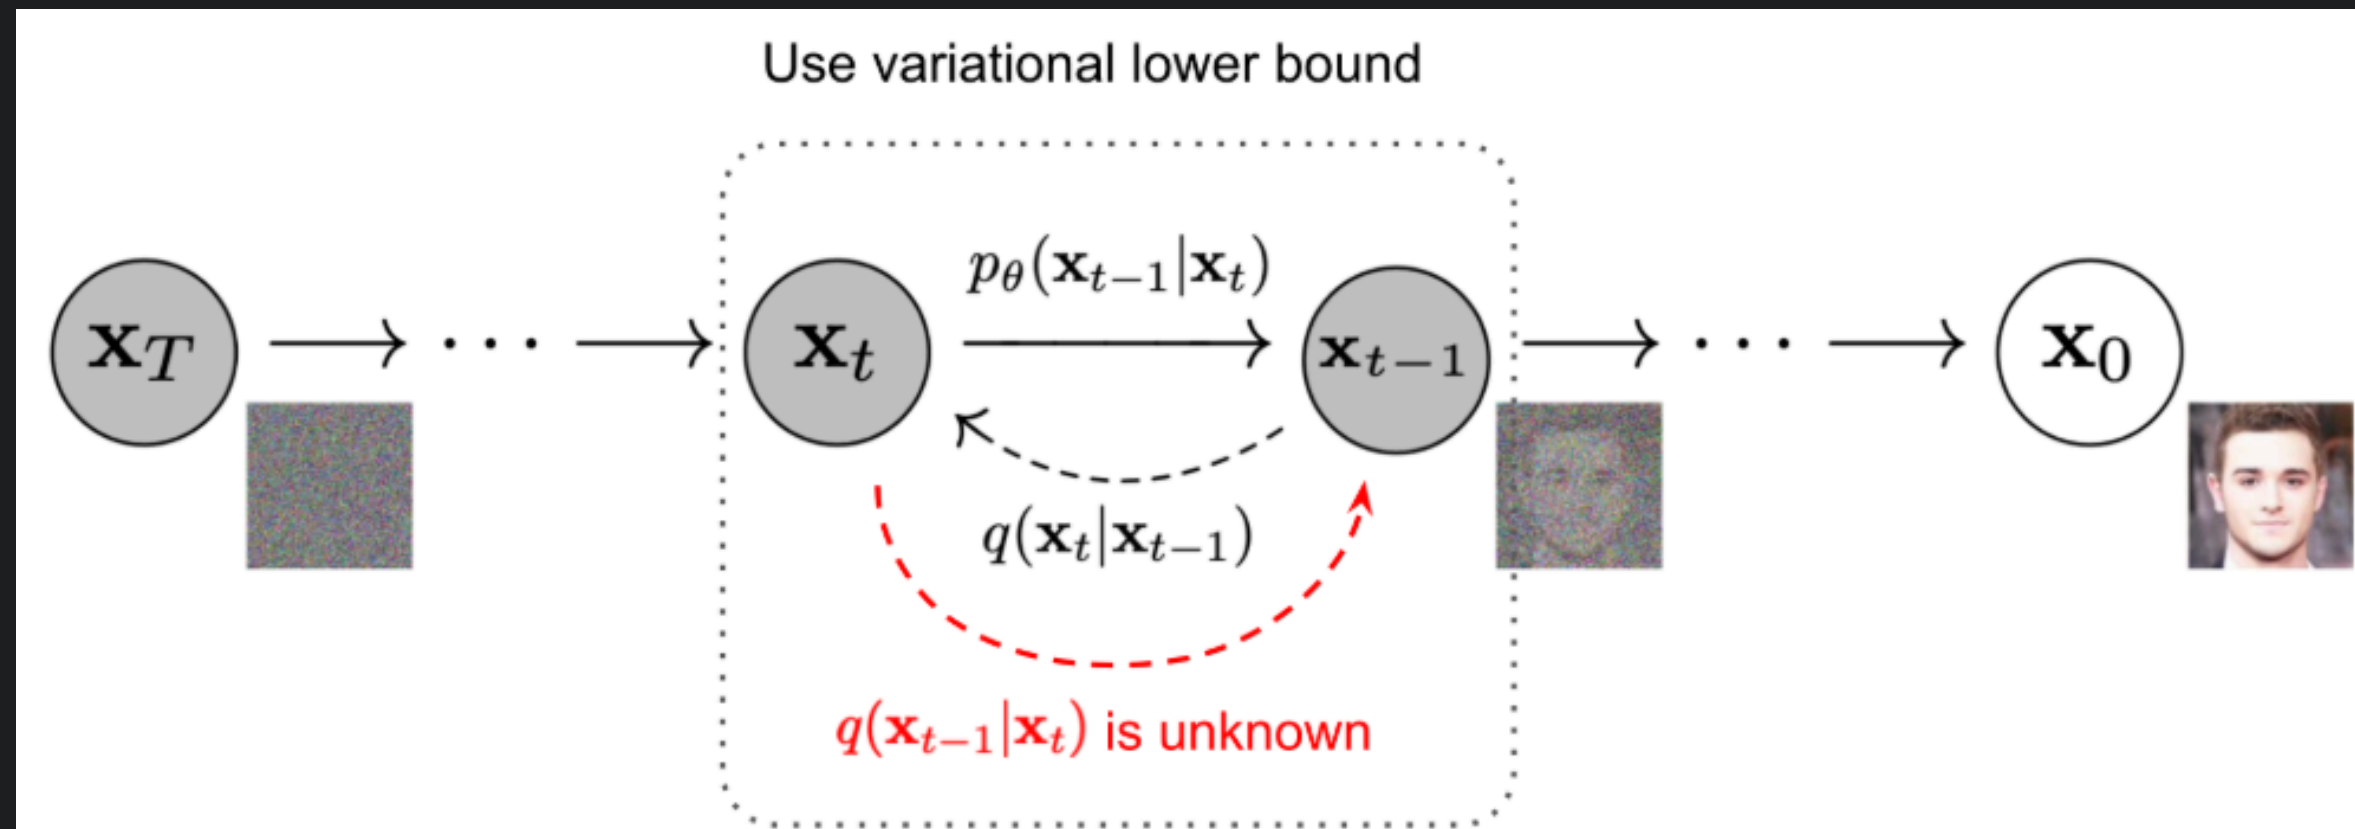 Use variational lower bound
p_θ(x_{t−1}|x_t)
x_T → · · · → x_t → x_{t−1} → · · · → x_0
q(x_t|x_{t−1})
q(x_{t−1}|x_t) is unknown